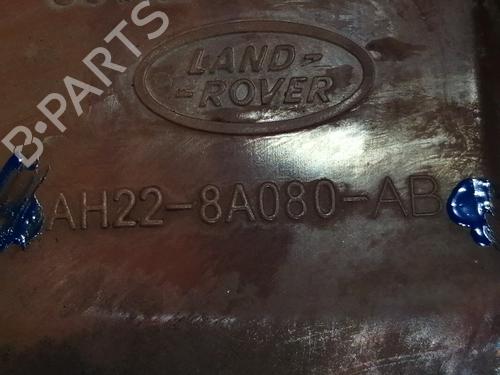 LAND-
-ROVER
AH22-8A080-AB
B-PARTS